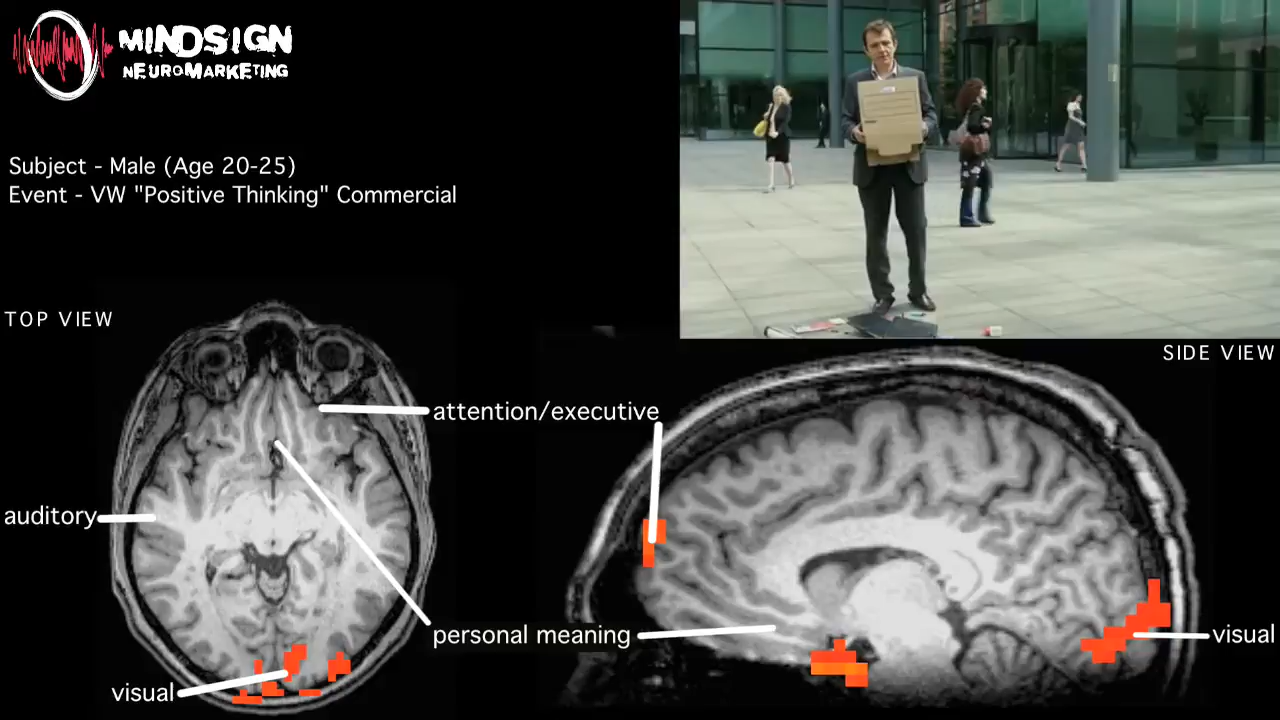 MINDSIGN
NEUROMARKETING
Subject - Male (Age 20-25)
Event - VW "Positive Thinking" Commercial
TOP VIEW
SIDE VIEW
attention/executive
auditory
personal meaning
visual
visual